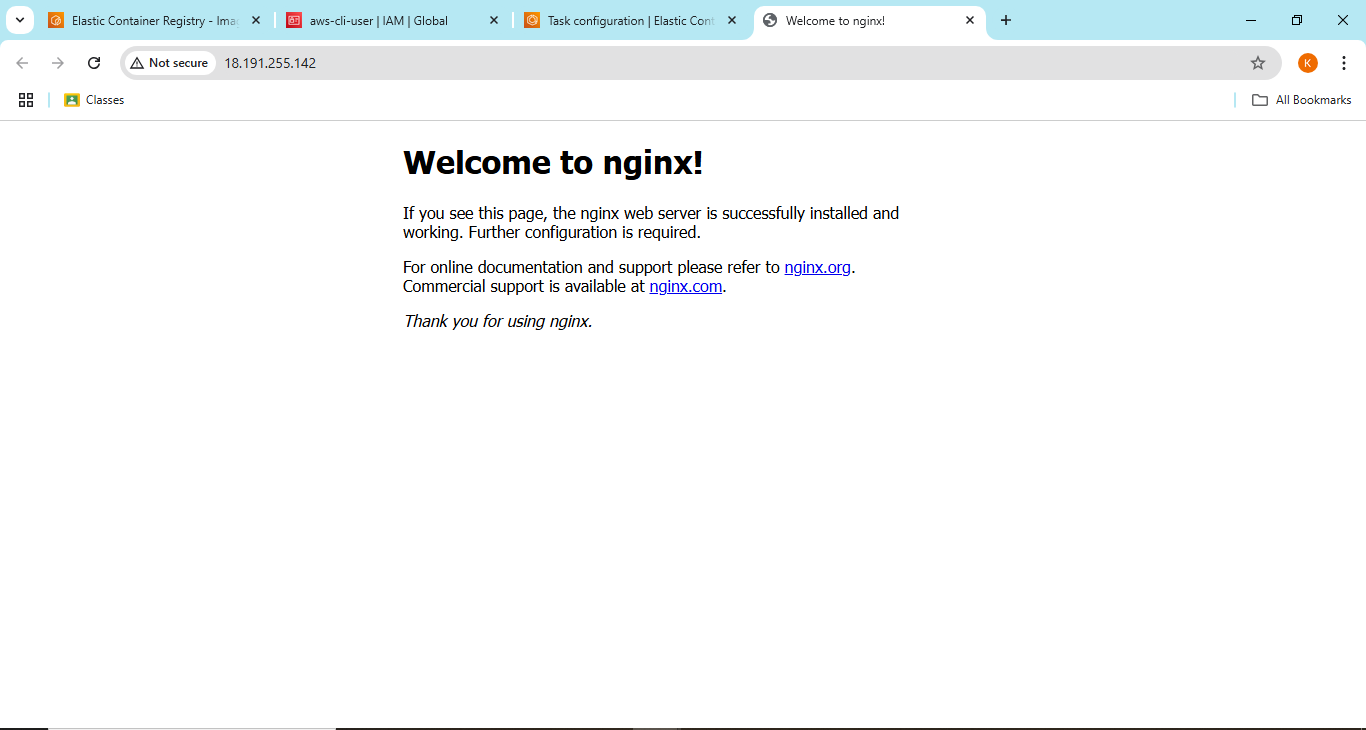 Elastic Container Registry - Ima
aws-cli-user | IAM | Global
Task configuration | Elastic Cont
Welcome to nginx!
Not secure
18.191.255.142
K
Classes
All Bookmarks
Welcome to nginx!
If you see this page, the nginx web server is successfully installed and
working. Further configuration is required.
For online documentation and support please refer to nginx.org.
Commercial support is available at nginx.com.
Thank you for using nginx.